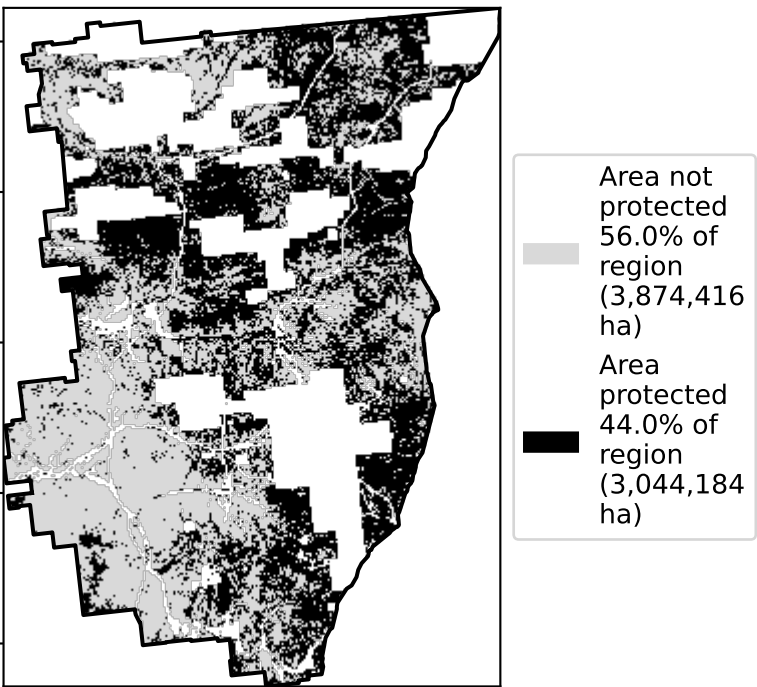 Area not
protected
56.0% of
region
(3,874,416
ha)
Area
protected
44.0% of
region
(3,044,184
ha)